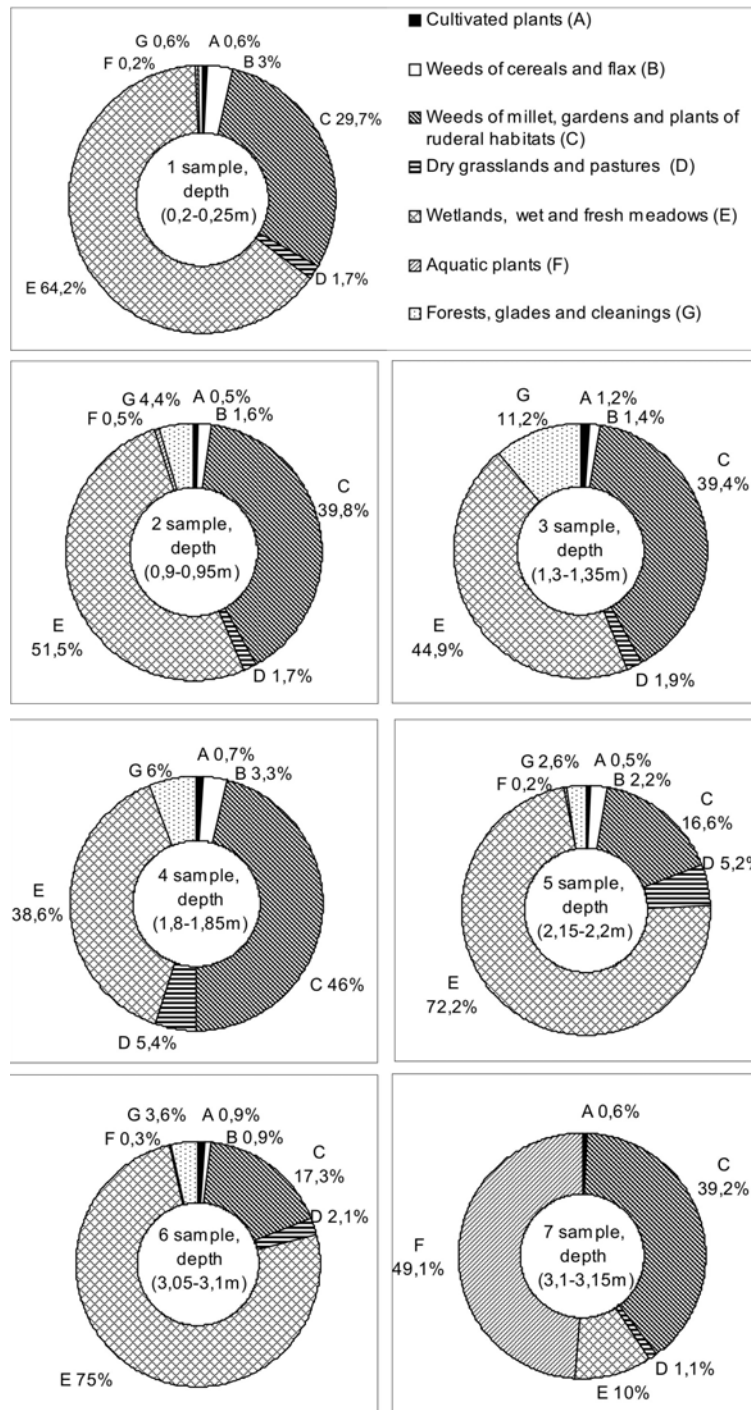 G 0,6%
A 0,6%
F 0,2%
B 3%
C 29,7%
1 sample,
depth
(0,2-0,25m)
E 64,2%
D 1,7%
Cultivated plants (A)
Weeds of cereals and flax (B)
Weeds of millet, gardens and plants of
ruderal habitats (C)
Dry grasslands and pastures (D)
Wetlands, wet and fresh meadows (E)
Aquatic plants (F)
Forests, glades and cleanings (G)
G 4,4%
A 0,5%
F 0,5%
B 1,6%
C
39,8%
2 sample,
depth
(0,9-0,95m)
E
51,5%
D 1,7%
G
11,2%
A 1,2%
B 1,4%
C
39,4%
3 sample,
depth
(1,3-1,35m)
E
44,9%
D 1,9%
A 0,7%
G 6%
B 3,3%
4 sample,
depth
(1,8-1,85m)
E
38,6%
C 46%
D 5,4%
G 2,6%
A 0,5%
F 0,2%
B 2,2%
C
16,6%
D 5,2%
5 sample,
depth
(2,15-2,2m)
E
72,2%
G 3,6%
A 0,9%
F 0,3%
B 0,9%
C
17,3%
D 2,1%
6 sample,
depth
(3,05-3,1m)
E 75%
A 0,6%
C
39,2%
F
49,1%
7 sample,
depth
(3,1-3,15m)
D 1,1%
E 10%